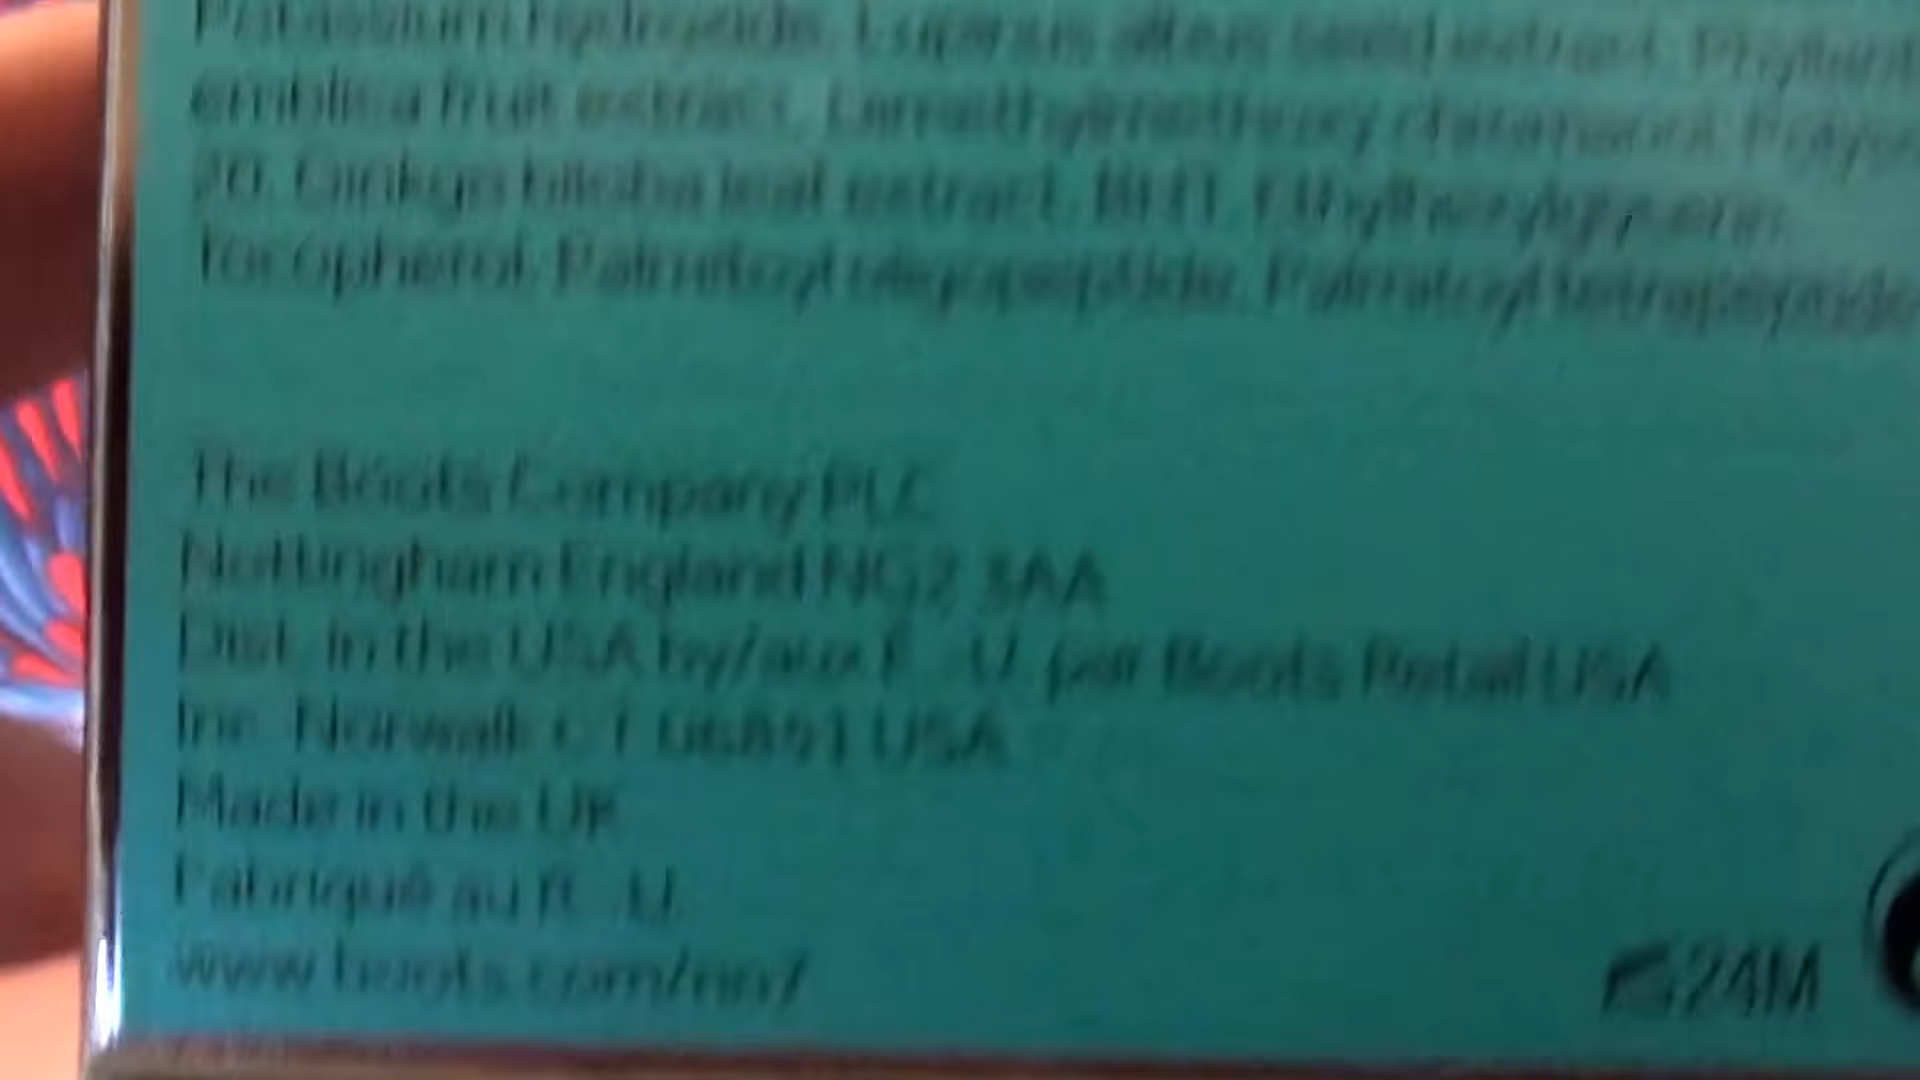 Potassium hydroxide, Lupinus albus seed extract, Phyllant
emblica fruit extract, Dimethylmethoxy chromanol, Polyso
20, Ginkgo biloba leaf extract, BHT, Ethylhexylglycerin,
Tocopherol, Palmitoyl oligopeptide, Palmitoyl tetrapeptide
The Boots Company PLC
Nottingham England NG2 3AA
Dist. in the USA by/aux É.-U. par Boots Retail USA
Inc. Norwalk CT 06851 USA
Made in the UK
Fabriqué au R.-U.
www.boots.com/no7
24M